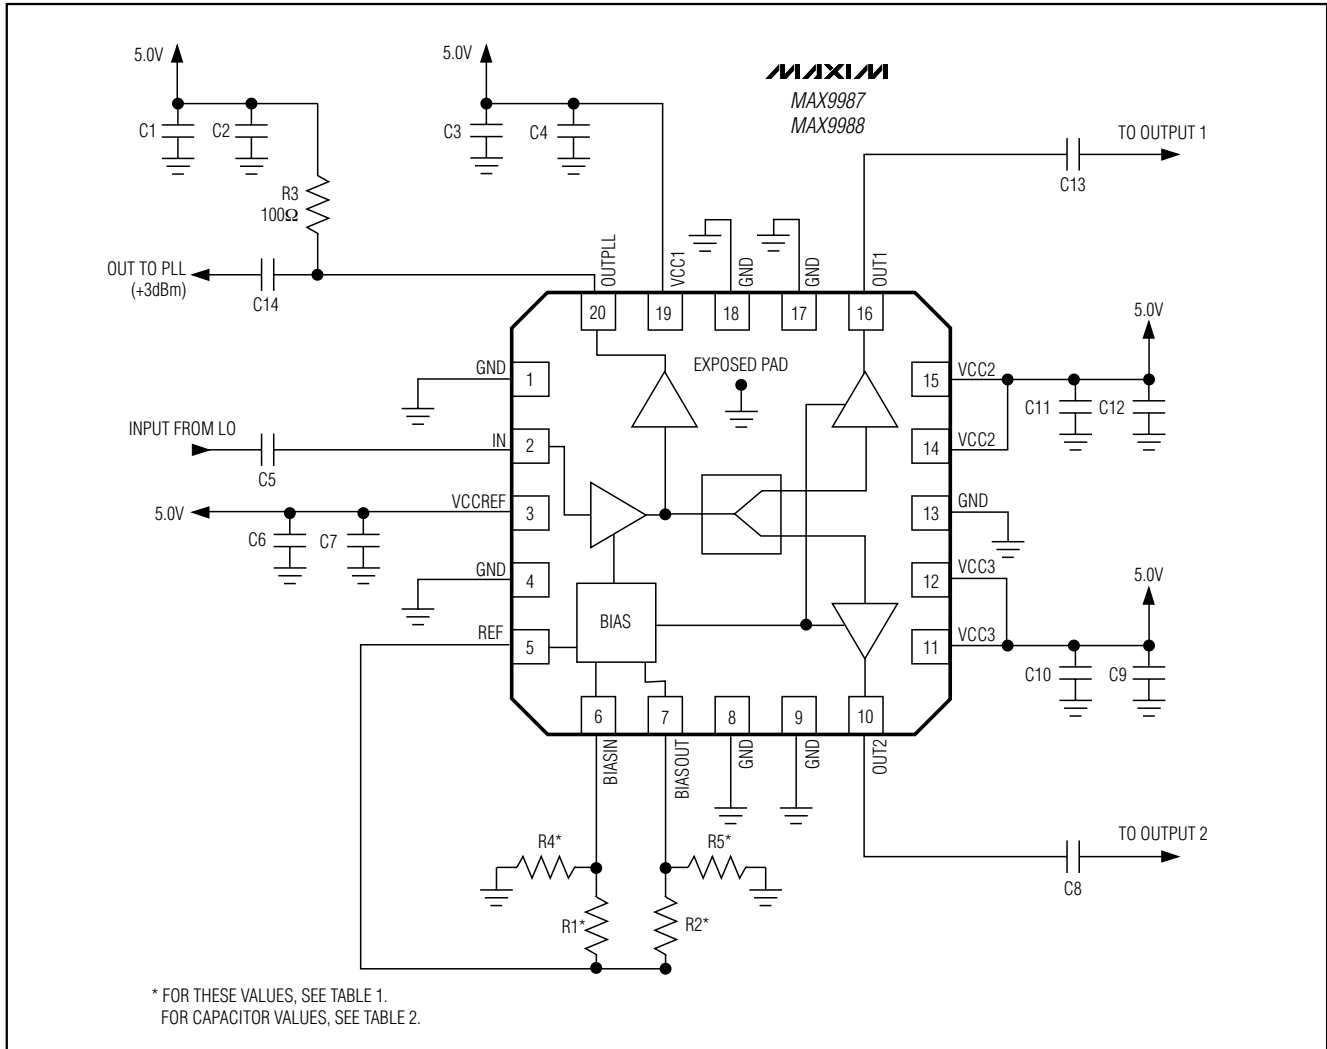 5.0V
5.0V
MAXIM
MAX9987
MAX9988
C1
C2
C3
C4
TO OUTPUT 1
C13
R3
100Ω
OUT TO PLL
(+3dBm)
C14
OUTPLL
VCC1
GND
GND
OUT1
20
19
18
17
16
5.0V
EXPOSED PAD
GND
1
15
VCC2
C11
C12
INPUT FROM LO
C5
IN
2
14
VCC2
5.0V
VCCREF
3
13
GND
C6
C7
GND
4
12
VCC3
5.0V
REF
5
BIAS
11
VCC3
C10
C9
6
7
8
9
10
BIASIN
BIASOUT
GND
GND
OUT2
R4*
R5*
TO OUTPUT 2
C8
R1*
R2*
* FOR THESE VALUES, SEE TABLE 1.
FOR CAPACITOR VALUES, SEE TABLE 2.